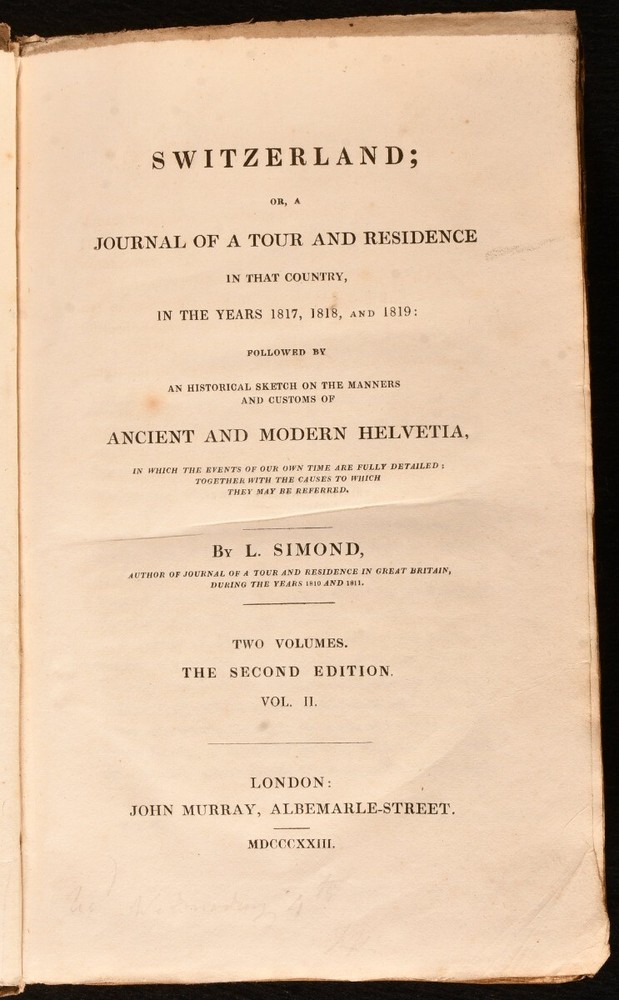 SWITZERLAND;
OR, A
JOURNAL OF A TOUR AND RESIDENCE
IN THAT COUNTRY,
IN THE YEARS 1817, 1818, AND 1819:
FOLLOWED BY
AN HISTORICAL SKETCH ON THE MANNERS
AND CUSTOMS OF
ANCIENT AND MODERN HELVETIA,
IN WHICH THE EVENTS OF OUR OWN TIME ARE FULLY DETAILED:
TOGETHER WITH THE CAUSES TO WHICH
THEY MAY BE REFERRED.
BY L. SIMOND,
AUTHOR OF JOURNAL OF A TOUR AND RESIDENCE IN GREAT BRITAIN,
DURING THE YEARS 1810 AND 1811.
TWO VOLUMES.
THE SECOND EDITION.
VOL. II.
LONDON:
JOHN MURRAY, ALBEMARLE-STREET.
MDCCCXXIII.